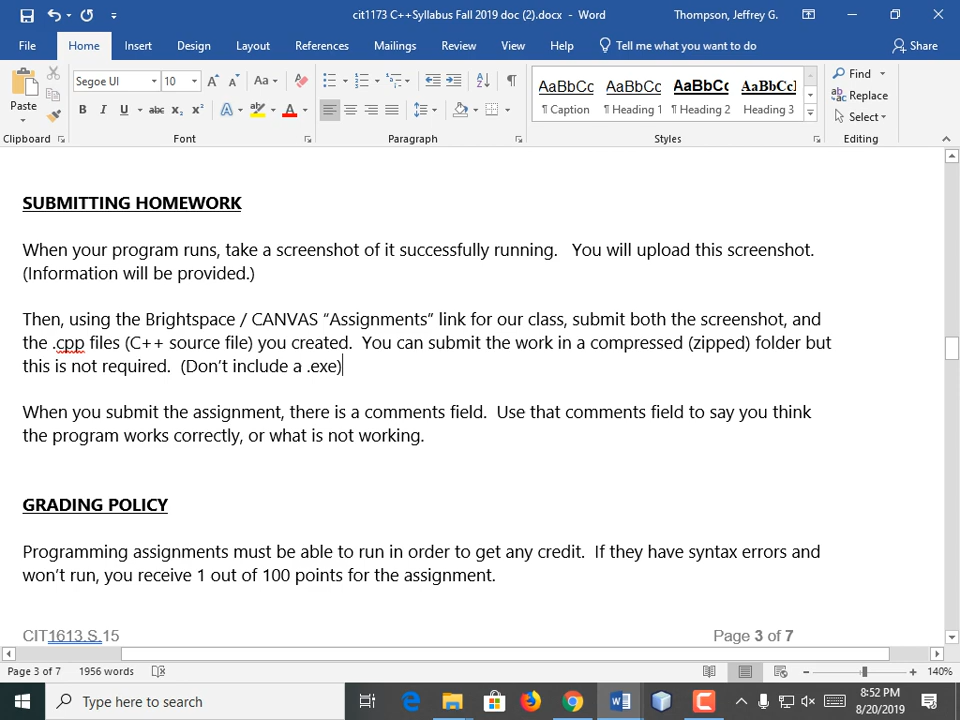 cit1173 C++Syllabus Fall 2019 doc (2).docx - Word
Thompson, Jeffrey G.
File Home Insert Design Layout References Mailings Review View Help Tell me what you want to do Share
Paste
Segoe UI 10
Aa
B I U abc x₂ x² A A
AaBbCc AaBbCc AaBbCc AaBbCcl
¶ Caption ¶ Heading 1 ¶ Heading 2 Heading 3
Find
Replace
Select
Clipboard Font Paragraph Styles Editing
SUBMITTING HOMEWORK
When your program runs, take a screenshot of it successfully running. You will upload this screenshot.
(Information will be provided.)
Then, using the Brightspace / CANVAS “Assignments” link for our class, submit both the screenshot, and
the .cpp files (C++ source file) you created. You can submit the work in a compressed (zipped) folder but
this is not required. (Don’t include a .exe)
When you submit the assignment, there is a comments field. Use that comments field to say you think
the program works correctly, or what is not working.
GRADING POLICY
Programming assignments must be able to run in order to get any credit. If they have syntax errors and
won’t run, you receive 1 out of 100 points for the assignment.
CIT1613.S.15 Page 3 of 7
Page 3 of 7 1956 words 140%
Type here to search
8:52 PM
8/20/2019